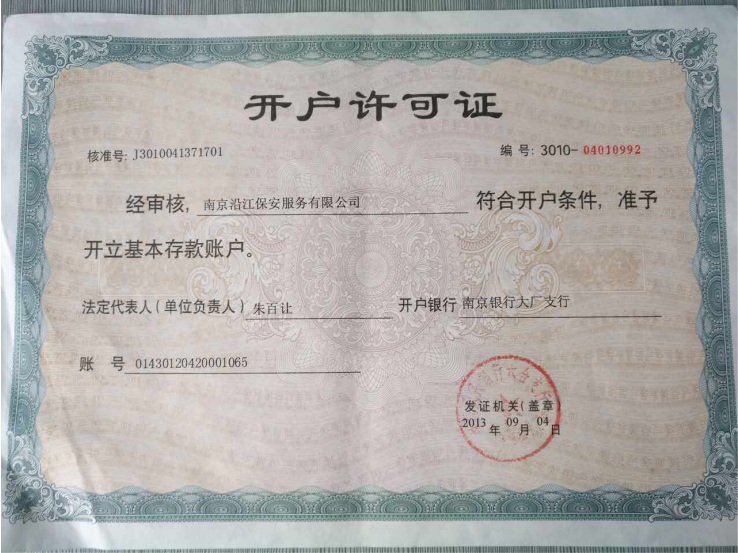 开户许可证
核准号: J3010041371701 编 号: 3010-04010992
经审核, 南京沿江保安服务有限公司 符合开户条件, 准予
开立基本存款账户。
法定代表人(单位负责人) 朱百让 开户银行 南京银行大厂支行
账 号 01430120420001065
发证机关(盖章
2013 年 09 月 04 日